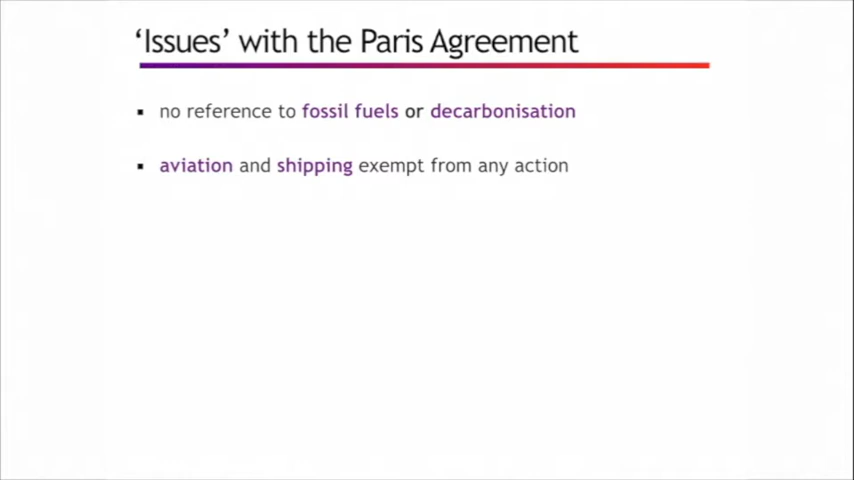 ‘Issues’ with the Paris Agreement
▪ no reference to fossil fuels or decarbonisation
▪ aviation and shipping exempt from any action